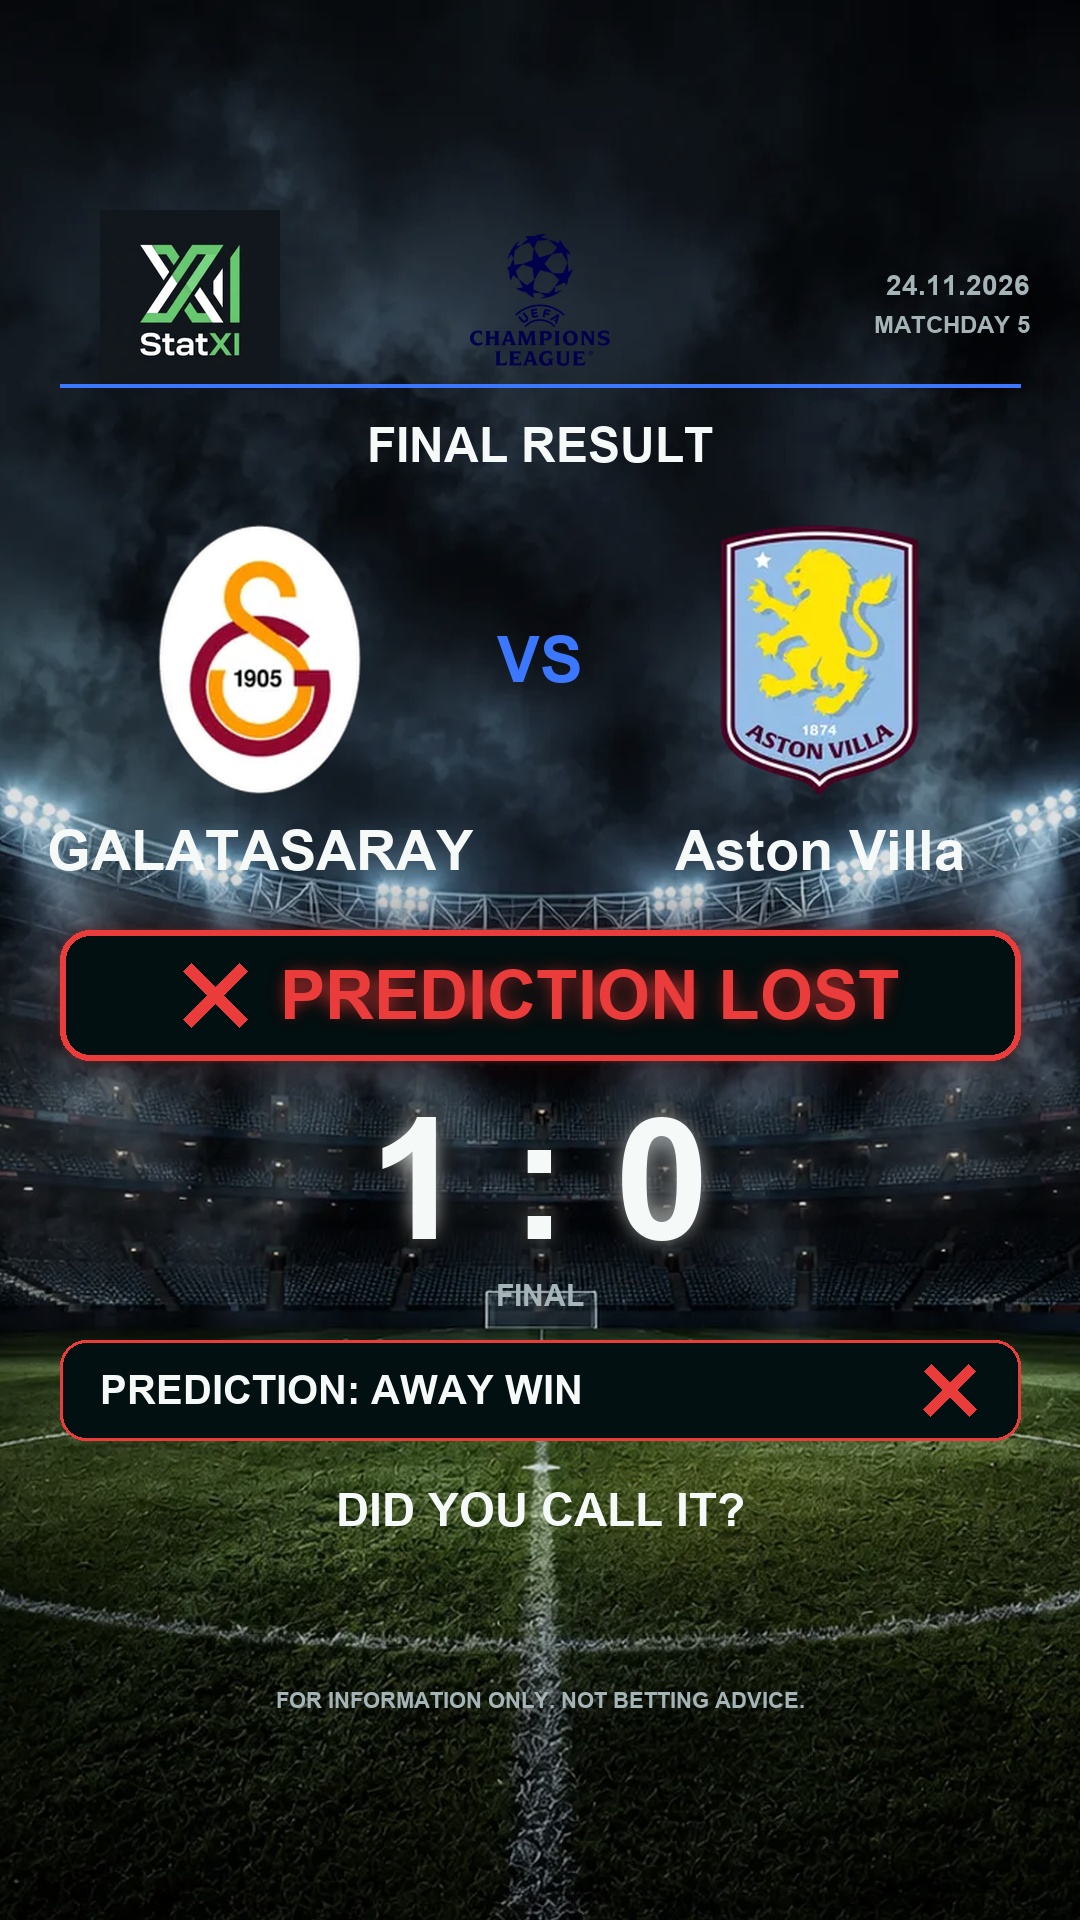 StatXI
UEFA
CHAMPIONS
LEAGUE
24.11.2026
MATCHDAY 5
FINAL RESULT
1905
VS
1874
ASTON VILLA
GALATASARAY
Aston Villa
PREDICTION LOST
1 : 0
FINAL
PREDICTION: AWAY WIN
DID YOU CALL IT?
FOR INFORMATION ONLY. NOT BETTING ADVICE.